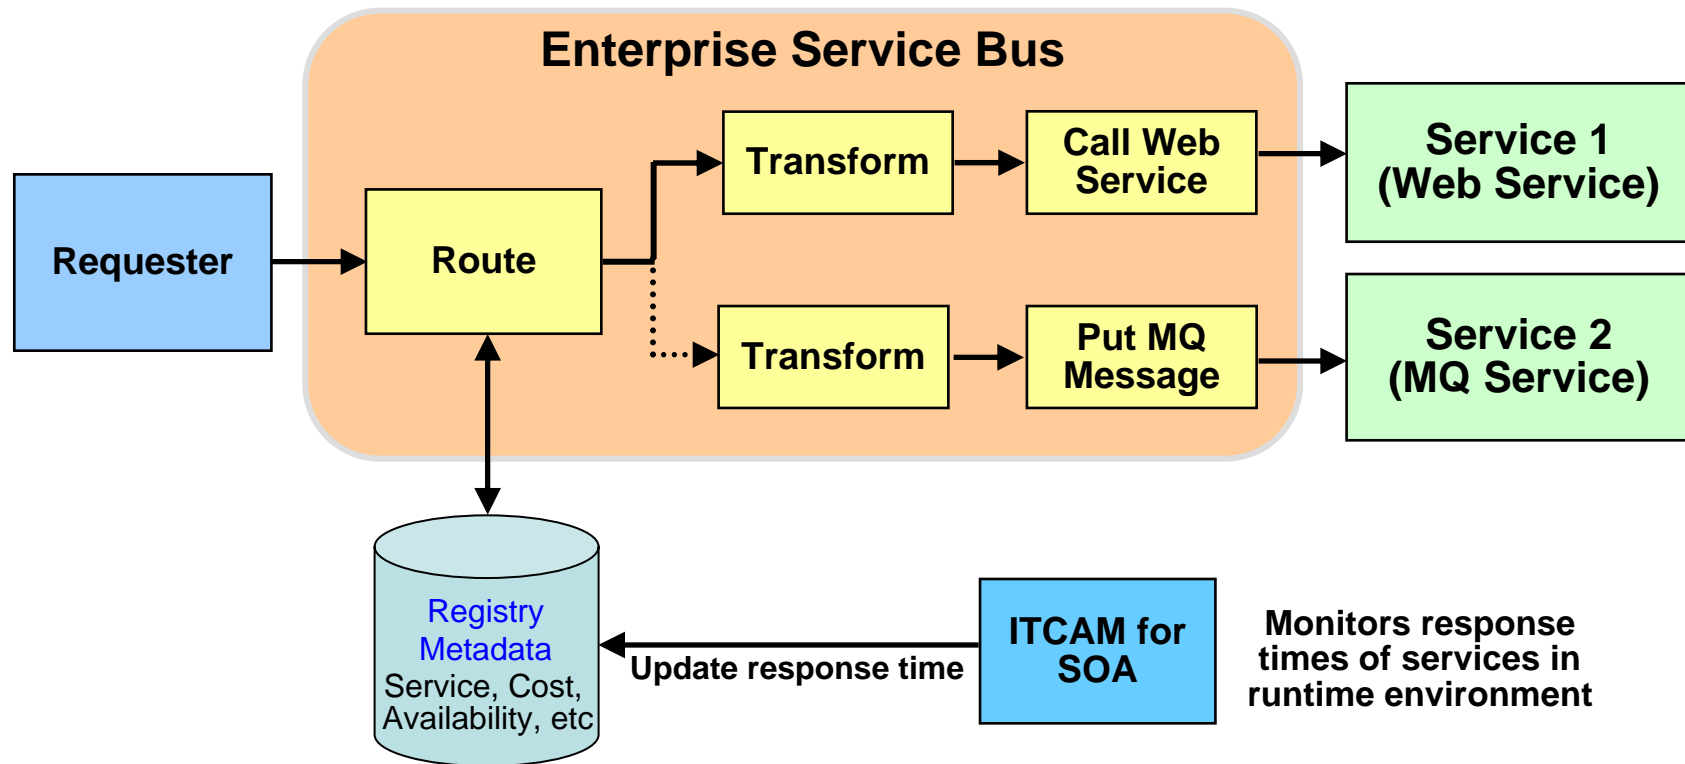 Enterprise Service Bus
Requester
Route
Transform
Call Web
Service
Service 1
(Web Service)
Transform
Put MQ
Message
Service 2
(MQ Service)
Registry
Metadata
Service, Cost,
Availability, etc
Update response time
ITCAM for
SOA
Monitors response
times of services in
runtime environment